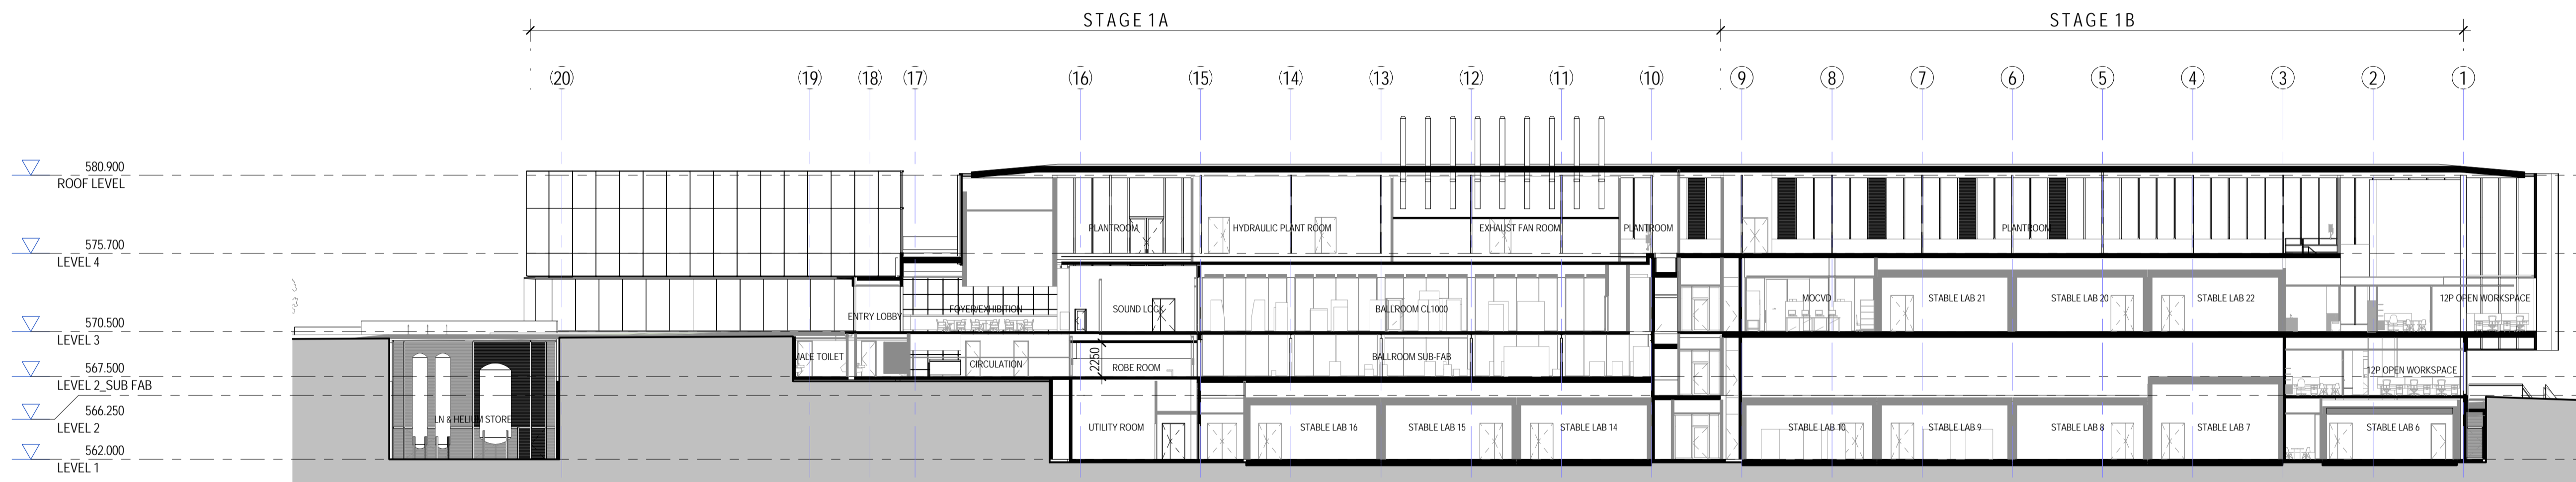 STAGE 1A
STAGE 1B
(20)
(19)
(18)
(17)
(16)
(15)
(14)
(13)
(12)
(11)
(10)
9
8
7
6
5
4
3
2
1
580.900
ROOF LEVEL
575.700
LEVEL 4
570.500
LEVEL 3
567.500
LEVEL 2_SUB FAB
566.250
LEVEL 2
562.000
LEVEL 1
PLANTROOM
HYDRAULIC PLANT ROOM
EXHAUST FAN ROOM
PLANTROOM
PLANTROOM
ENTRY LOBBY
FOYER/EXHIBITION
SOUND LOCK
BALLROOM CL1000
MOCVD
STABLE LAB 21
STABLE LAB 20
STABLE LAB 22
12P OPEN WORKSPACE
MALE TOILET
CIRCULATION
2250
ROBE ROOM
BALLROOM SUB-FAB
12P OPEN WORKSPACE
LN & HELIUM STORE
UTILITY ROOM
STABLE LAB 16
STABLE LAB 15
STABLE LAB 14
STABLE LAB 10
STABLE LAB 9
STABLE LAB 8
STABLE LAB 7
STABLE LAB 6